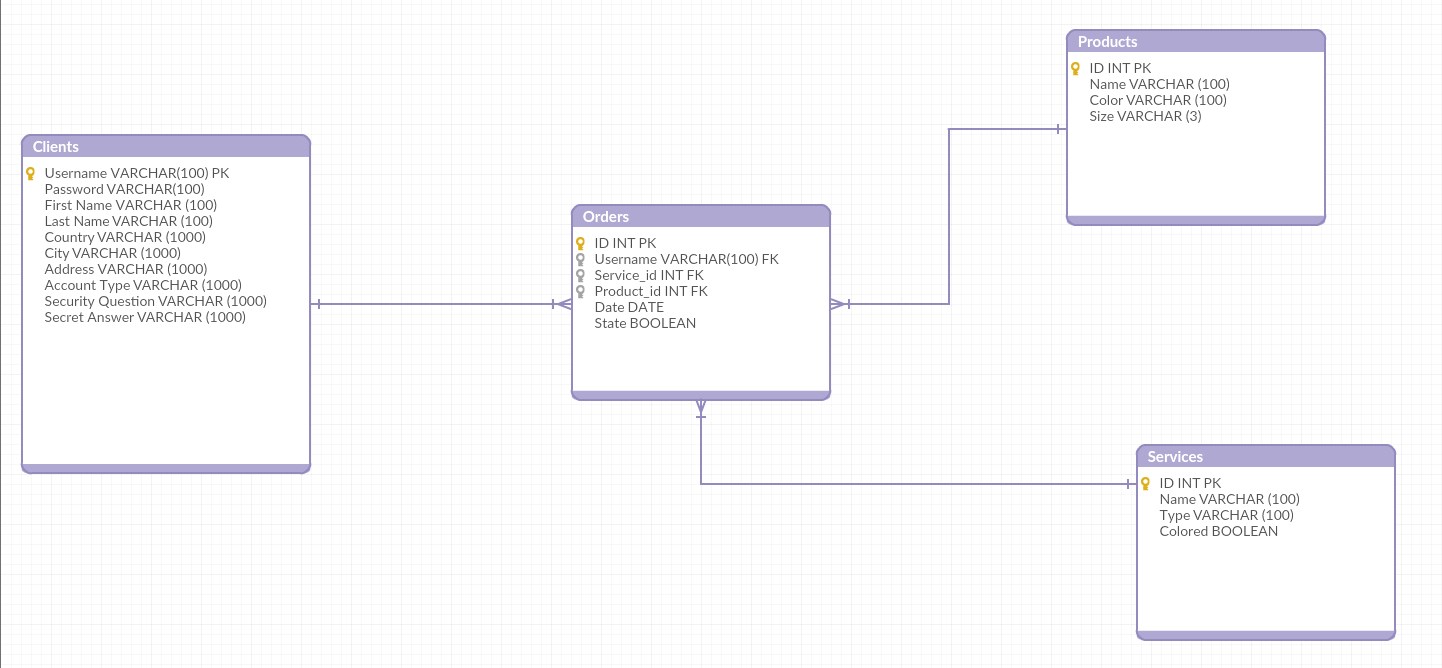 Products
ID INT PK
Name VARCHAR (100)
Color VARCHAR (100)
Size VARCHAR (3)
Clients
Username VARCHAR(100) PK
Password VARCHAR(100)
First Name VARCHAR (100)
Last Name VARCHAR (100)
Country VARCHAR (1000)
City VARCHAR (1000)
Address VARCHAR (1000)
Account Type VARCHAR (1000)
Security Question VARCHAR (1000)
Secret Answer VARCHAR (1000)
Orders
ID INT PK
Username VARCHAR(100) FK
Service_id INT FK
Product_id INT FK
Date DATE
State BOOLEAN
Services
ID INT PK
Name VARCHAR (100)
Type VARCHAR (100)
Colored BOOLEAN